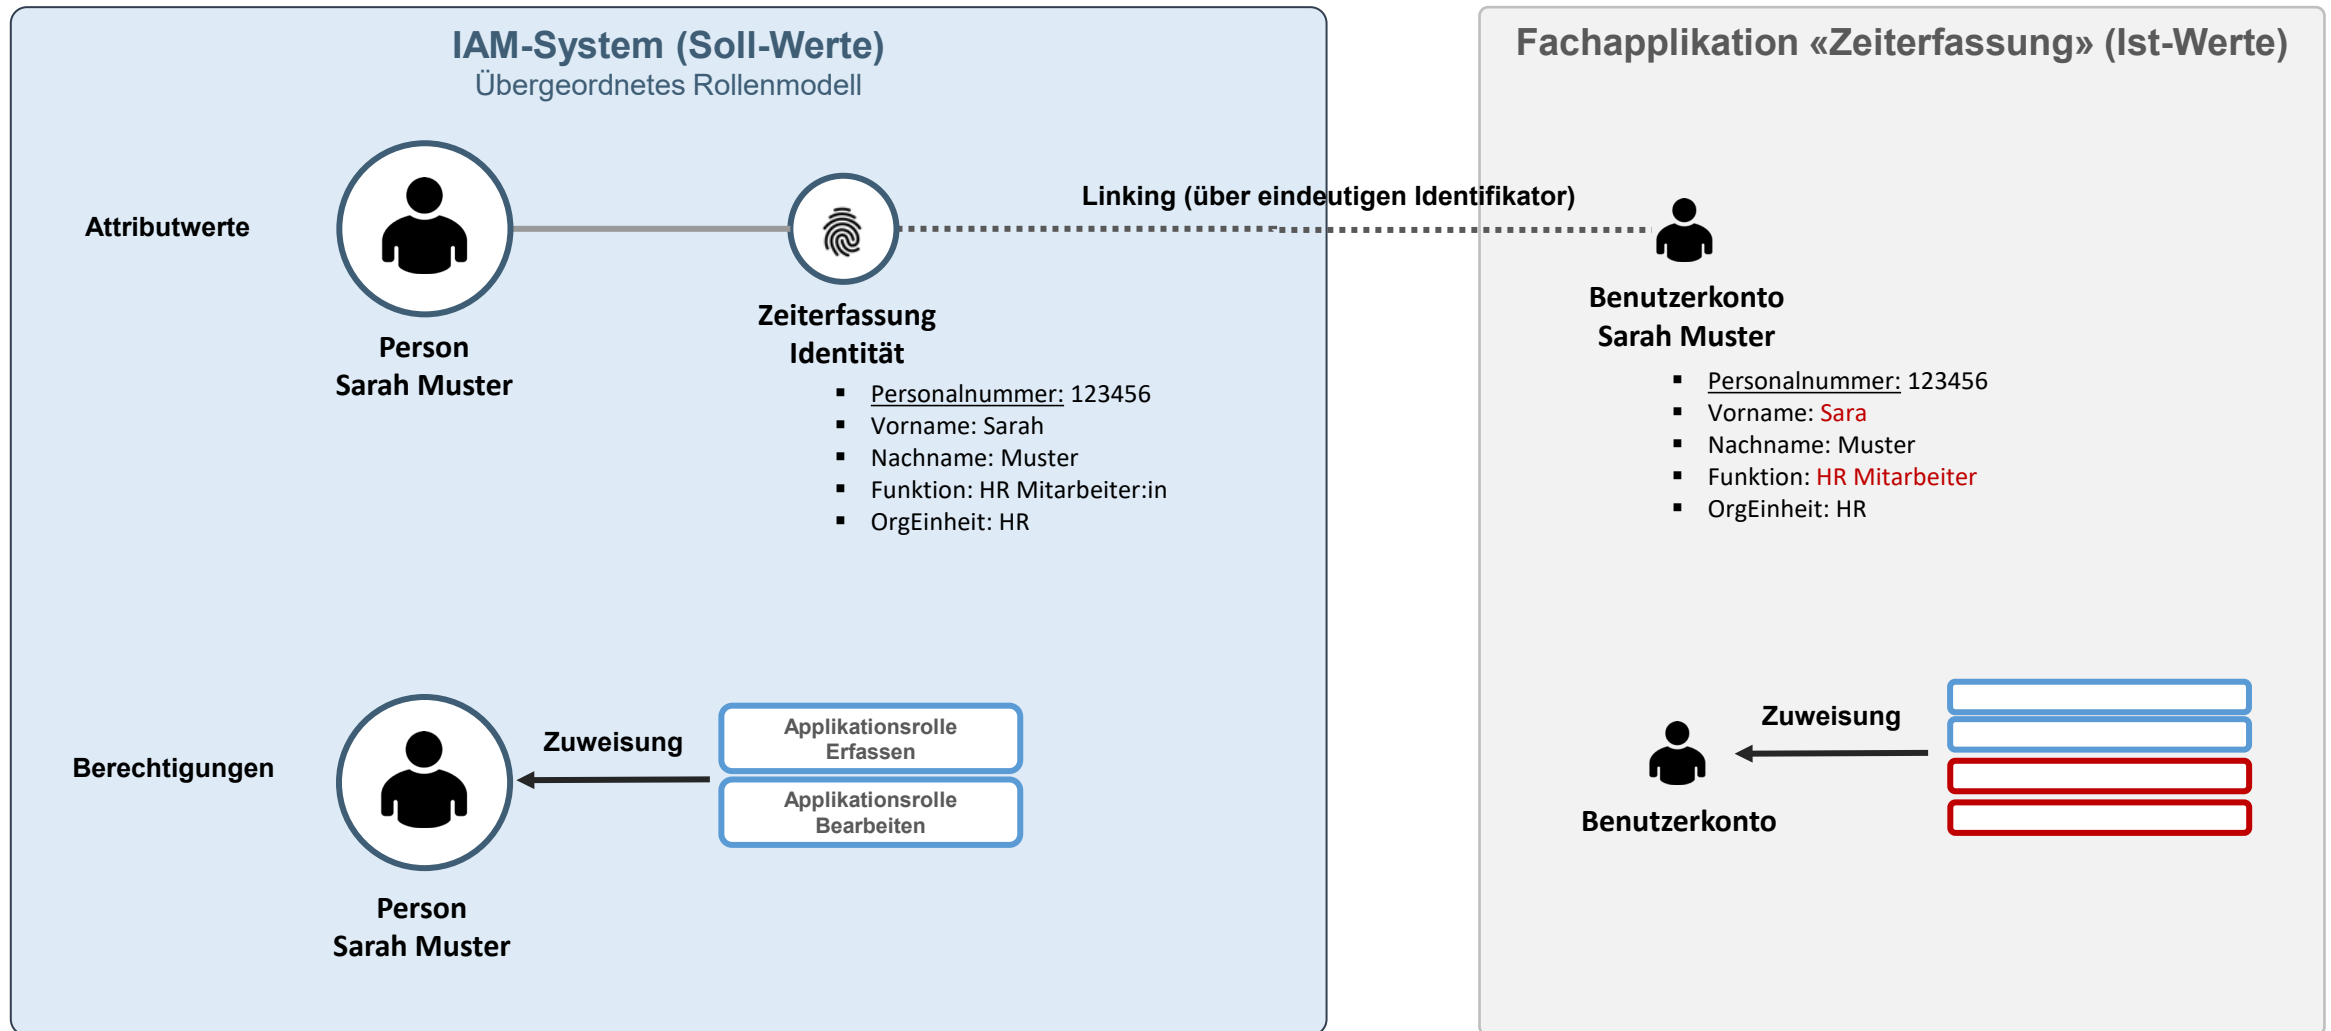 IAM-System (Soll-Werte)
Übergeordnetes Rollenmodell
Attributwerte
Person
Sarah Muster
Zeiterfassung
Identität
▪ Personalnummer: 123456
▪ Vorname: Sarah
▪ Nachname: Muster
▪ Funktion: HR Mitarbeiter:in
▪ OrgEinheit: HR
Linking (über eindeutigen Identifikator)
Fachapplikation «Zeiterfassung» (Ist-Werte)
Benutzerkonto
Sarah Muster
▪ Personalnummer: 123456
▪ Vorname: Sara
▪ Nachname: Muster
▪ Funktion: HR Mitarbeiter
▪ OrgEinheit: HR
Berechtigungen
Person
Sarah Muster
Zuweisung
Applikationsrolle
Erfassen
Applikationsrolle
Bearbeiten
Benutzerkonto
Zuweisung